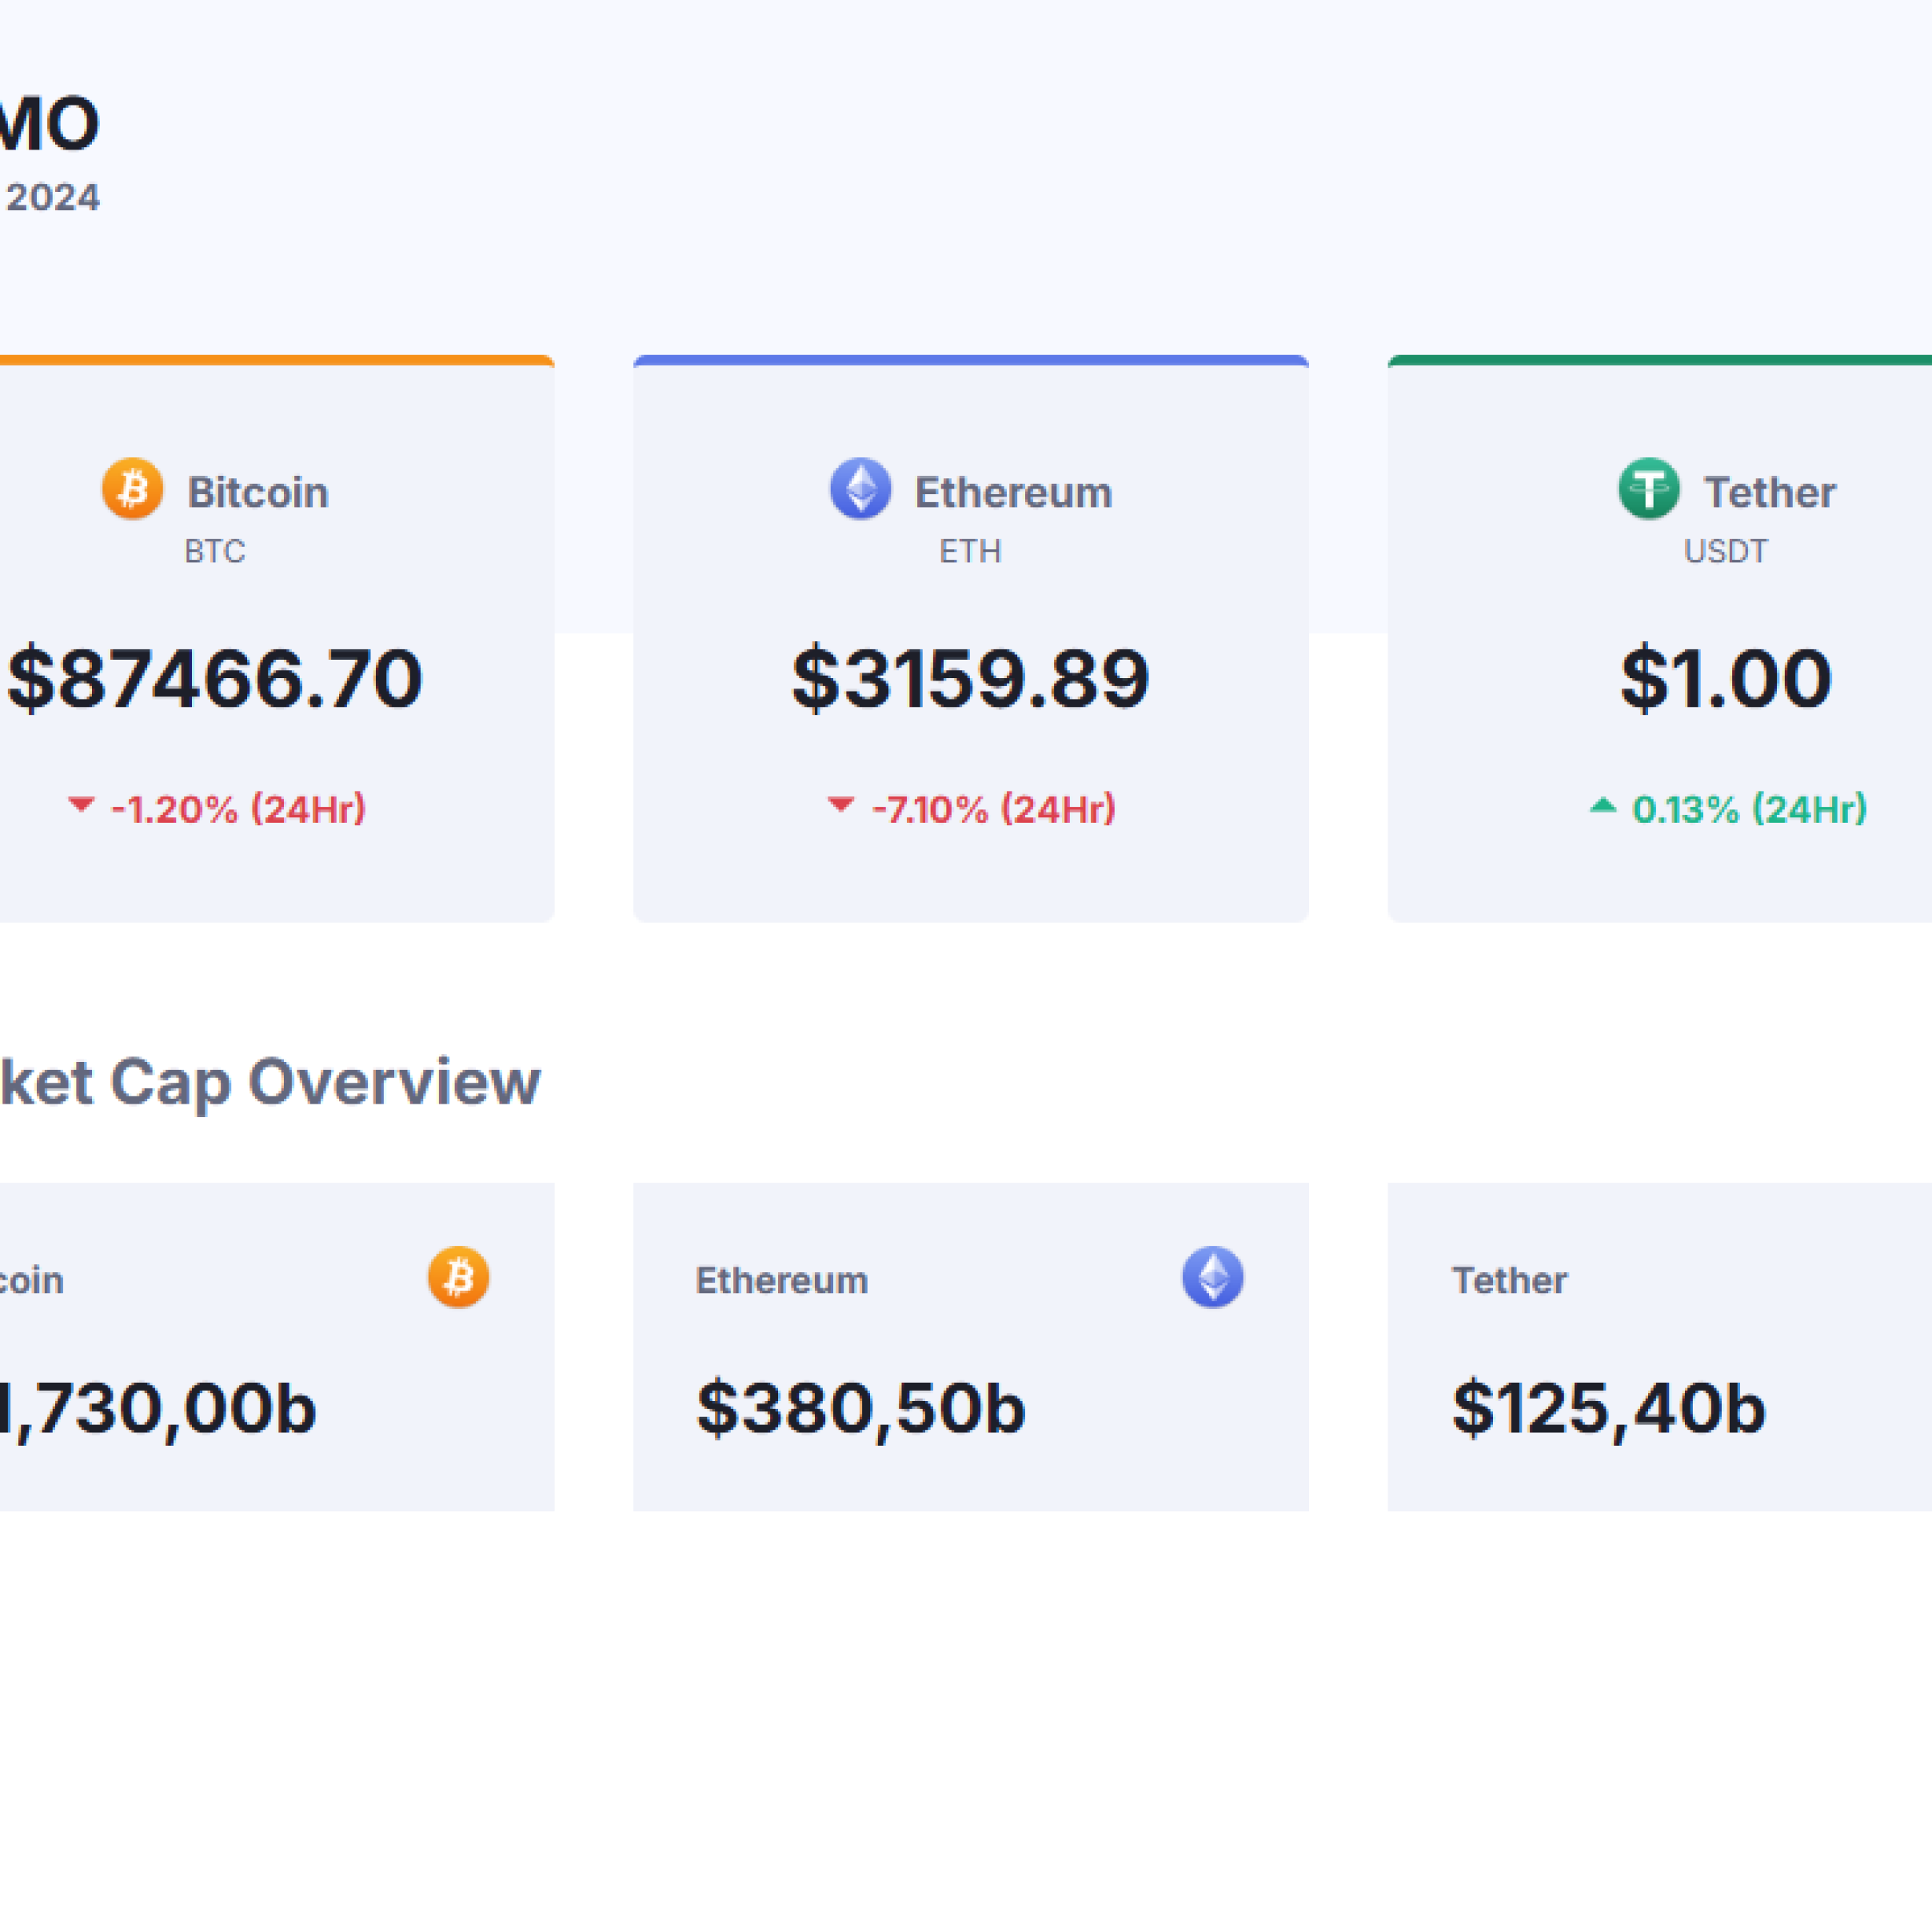 MO
2024
Bitcoin
BTC
$87466.70
-1.20% (24Hr)
Ethereum
ETH
$3159.89
-7.10% (24Hr)
Tether
USDT
$1.00
0.13% (24Hr)
ket Cap Overview
coin
1,730,00b
Ethereum
$380,50b
Tether
$125,40b